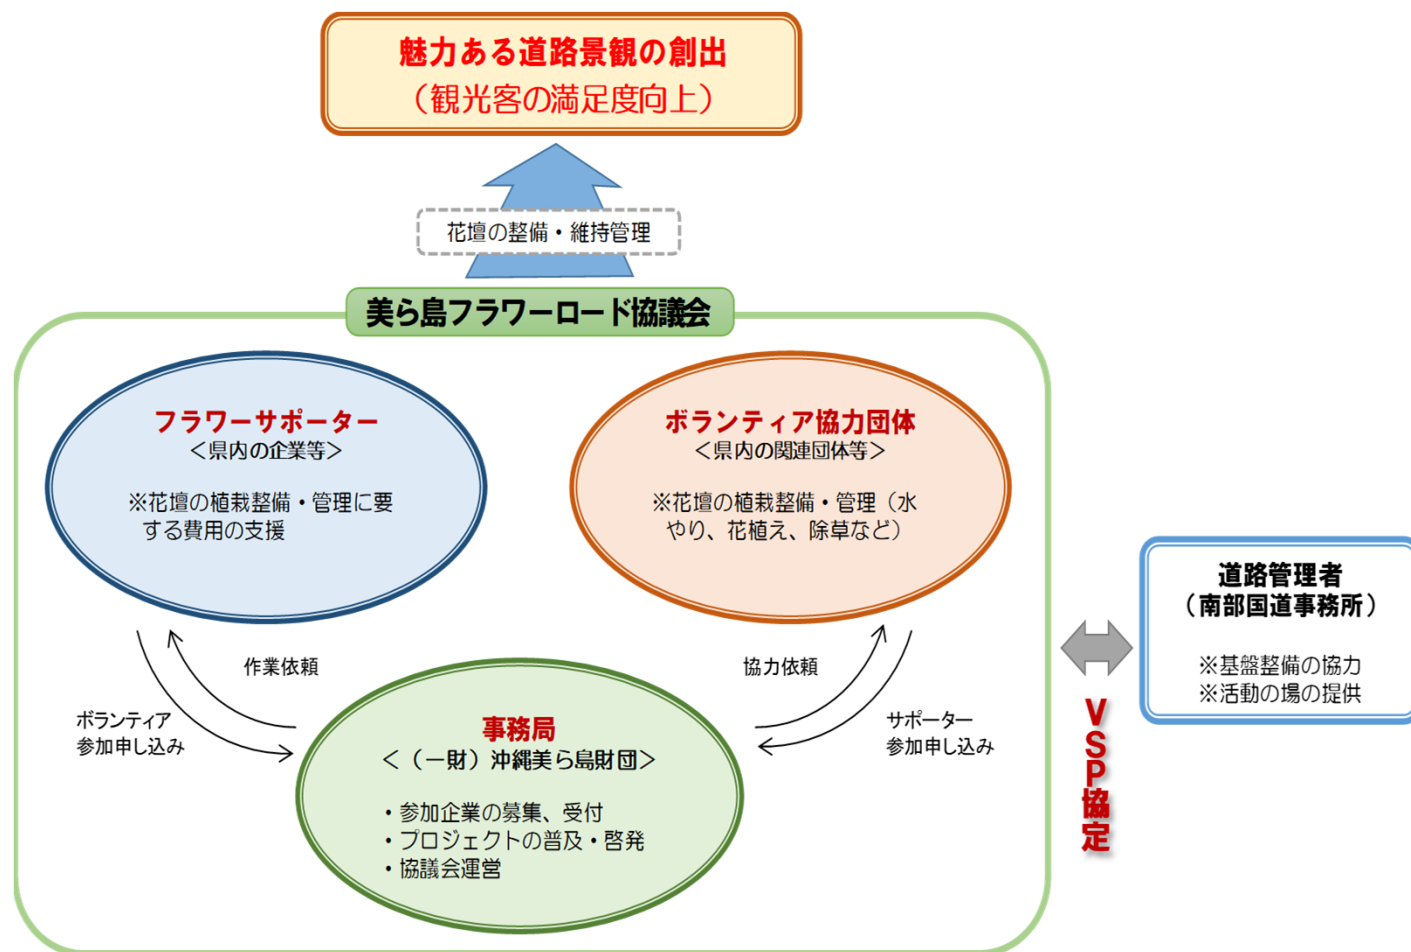 魅力ある道路景観の創出
（観光客の満足度向上）
花壇の整備・維持管理
美ら島フラワーロード協議会
フラワーサポーター
＜県内の企業等＞
※花壇の植栽整備・管理に要
する費用の支援
ボランティア協力団体
＜県内の関連団体等＞
※花壇の植栽整備・管理（水
やり、花植え、除草など）
道路管理者
（南部国道事務所）
※基盤整備の協力
※活動の場の提供
作業依頼
協力依頼
ボランティア
参加申し込み
サポーター
参加申し込み
事務局
＜（一財）沖縄美ら島財団＞
・参加企業の募集、受付
・プロジェクトの普及・啓発
・協議会運営
VSP協定